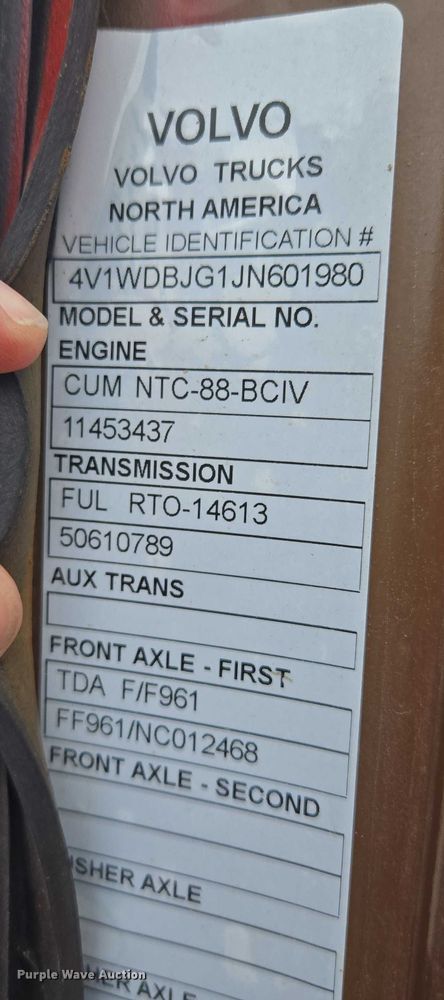 VOLVO
VOLVO TRUCKS
NORTH AMERICA
VEHICLE IDENTIFICATION #
4V1WDBJG1JN601980
MODEL & SERIAL NO.
ENGINE
CUM NTC-88-BCIV
11453437
TRANSMISSION
FUL RTO-14613
50610789
AUX TRANS
FRONT AXLE - FIRST
TDA F/F961
FF961/NC012468
FRONT AXLE - SECOND
AXLE
AXLE
Purple Wave Auction